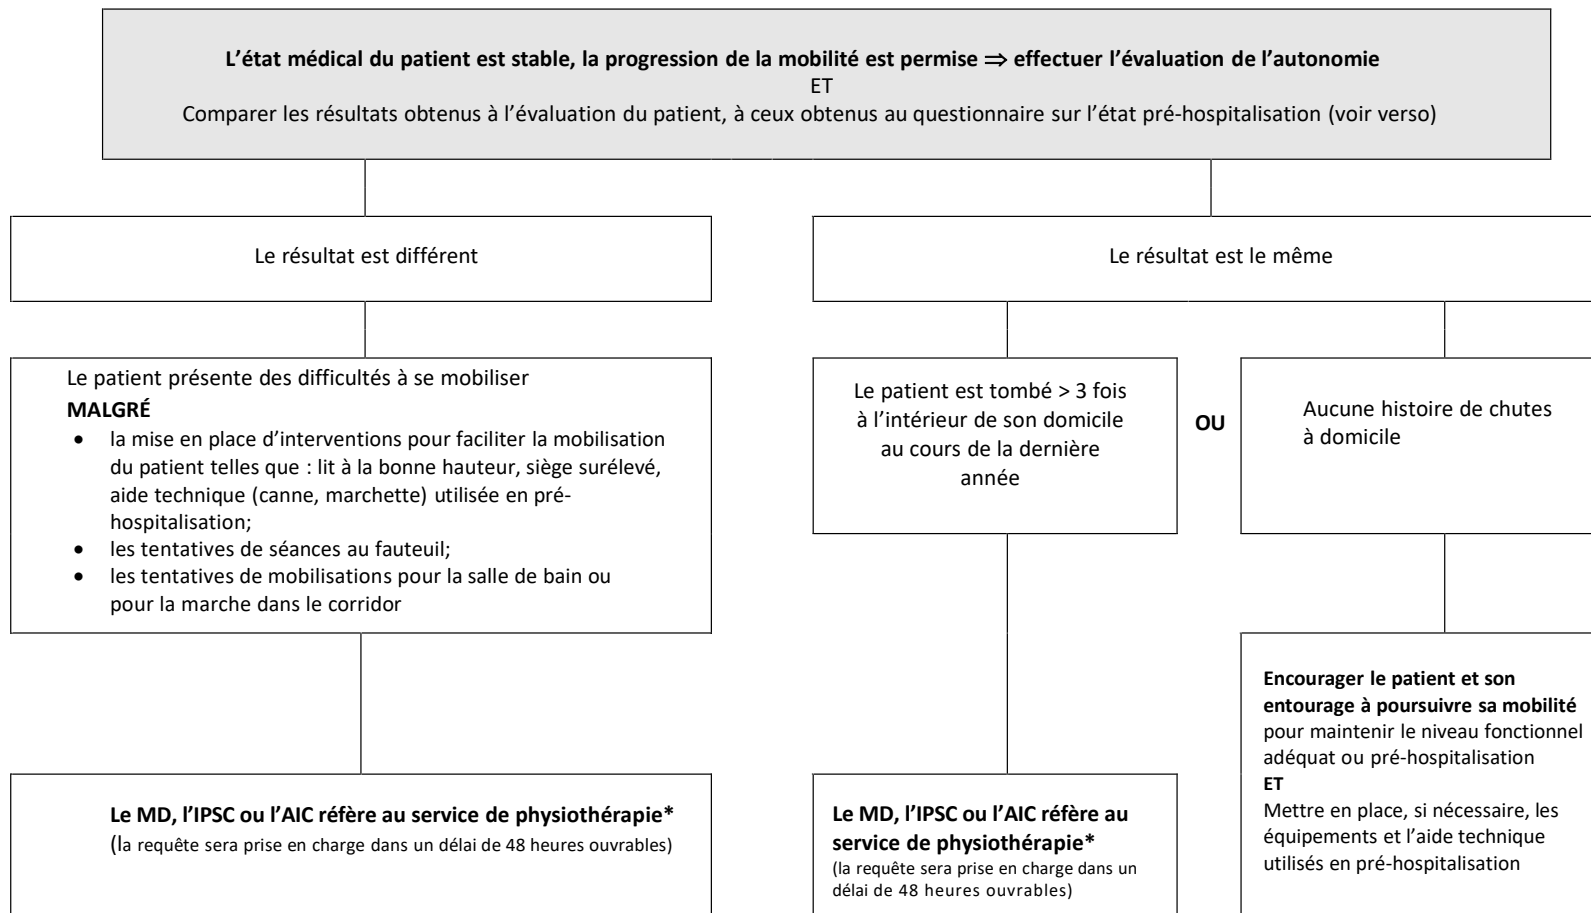 L’état médical du patient est stable, la progression de la mobilité est permise ⇒ effectuer l’évaluation de l’autonomie
ET
Comparer les résultats obtenus à l’évaluation du patient, à ceux obtenus au questionnaire sur l’état pré-hospitalisation (voir verso)
Le résultat est différent
Le résultat est le même
Le patient présente des difficultés à se mobiliser
MALGRÉ
• la mise en place d’interventions pour faciliter la mobilisation
du patient telles que : lit à la bonne hauteur, siège surélevé,
aide technique (canne, marchette) utilisée en pré-
hospitalisation;
• les tentatives de séances au fauteuil;
• les tentatives de mobilisations pour la salle de bain ou
pour la marche dans le corridor
Le patient est tombé > 3 fois
à l’intérieur de son domicile
au cours de la dernière
année
OU
Aucune histoire de chutes
à domicile
Le MD, l’IPSC ou l’AIC réfère au service de physiothérapie*
(la requête sera prise en charge dans un délai de 48 heures ouvrables)
Le MD, l’IPSC ou l’AIC réfère au
service de physiothérapie*
(la requête sera prise en charge dans un
délai de 48 heures ouvrables)
Encourager le patient et son
entourage à poursuivre sa mobilité
pour maintenir le niveau fonctionnel
adéquat ou pré-hospitalisation
ET
Mettre en place, si nécessaire, les
équipements et l’aide technique
utilisés en pré-hospitalisation